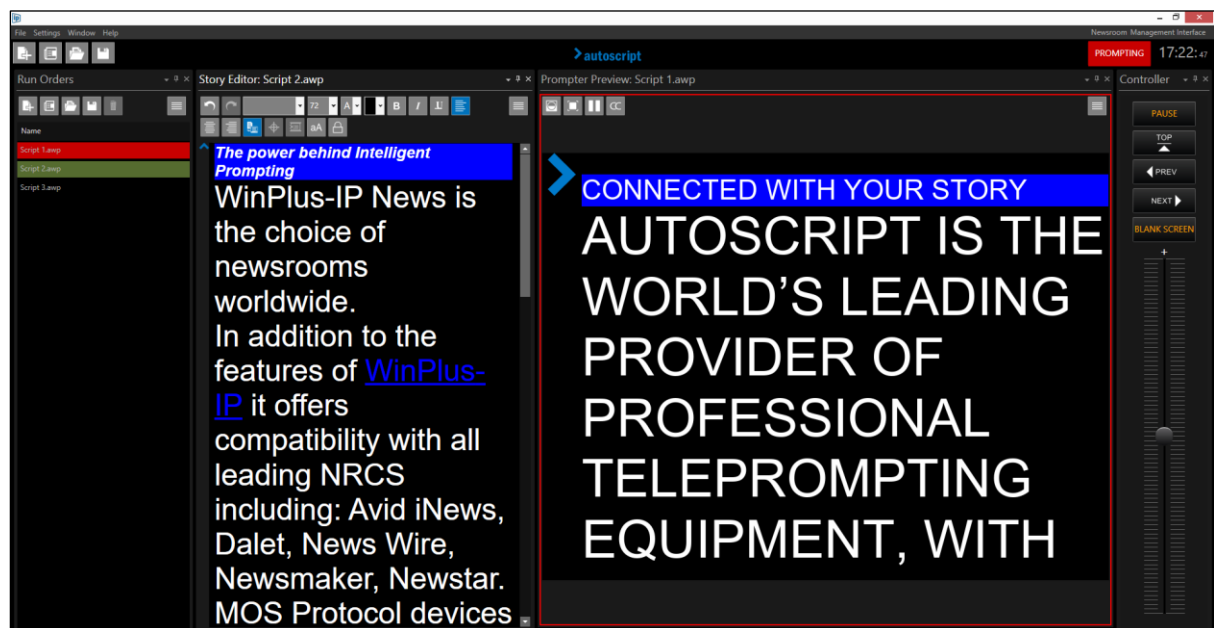 File Settings Window Help
Newsroom Management Interface
autoscript
PROMPTING 17:22:47
Run Orders
Name
Script 1.awp
Script 2.awp
Script 3.awp
Story Editor: Script 2.awp
72 A B I
aA
The power behind Intelligent
Prompting
WinPlus-IP News is
the choice of
newsrooms
worldwide.
In addition to the
features of WinPlus-
IP it offers
compatibility with all
leading NRCS
including: Avid iNews,
Dalet, News Wire,
Newsmaker, Newstar.
MOS Protocol devices
Prompter Preview: Script 1.awp
CC
CONNECTED WITH YOUR STORY
AUTOSCRIPT IS THE
WORLD’S LEADING
PROVIDER OF
PROFESSIONAL
TELEPROMPTING
EQUIPMENT, WITH
Controller
PAUSE
TOP
PREV
NEXT
BLANK SCREEN
+